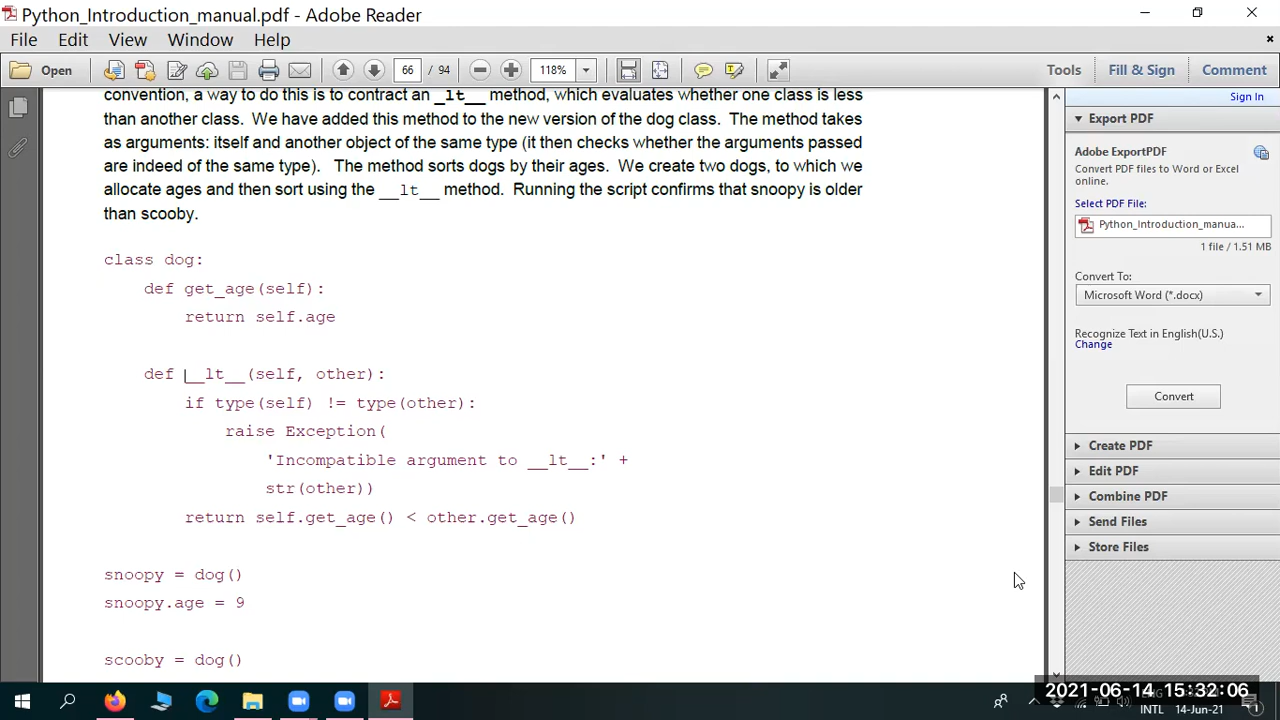 Python_Introduction_manual.pdf - Adobe Reader
File Edit View Window Help
Open 66 / 94 118% Tools Fill & Sign Comment
Sign In
convention, a way to do this is to contract an _lt__ method, which evaluates whether one class is less
than another class. We have added this method to the new version of the dog class. The method takes
as arguments: itself and another object of the same type (it then checks whether the arguments passed
are indeed of the same type). The method sorts dogs by their ages. We create two dogs, to which we
allocate ages and then sort using the __lt__ method. Running the script confirms that snoopy is older
than scooby.
class dog:
def get_age(self):
return self.age
def __lt__(self, other):
if type(self) != type(other):
raise Exception(
'Incompatible argument to __lt__:' +
str(other))
return self.get_age() < other.get_age()
snoopy = dog()
snoopy.age = 9
scooby = dog()
Export PDF
Adobe ExportPDF
Convert PDF files to Word or Excel
online.
Select PDF File:
Python_Introduction_manua...
1 file / 1.51 MB
Convert To:
Microsoft Word (*.docx)
Recognize Text in English(U.S.)
Change
Convert
Create PDF
Edit PDF
Combine PDF
Send Files
Store Files
2021-06-14 15:32:06
INTL 14-Jun-21